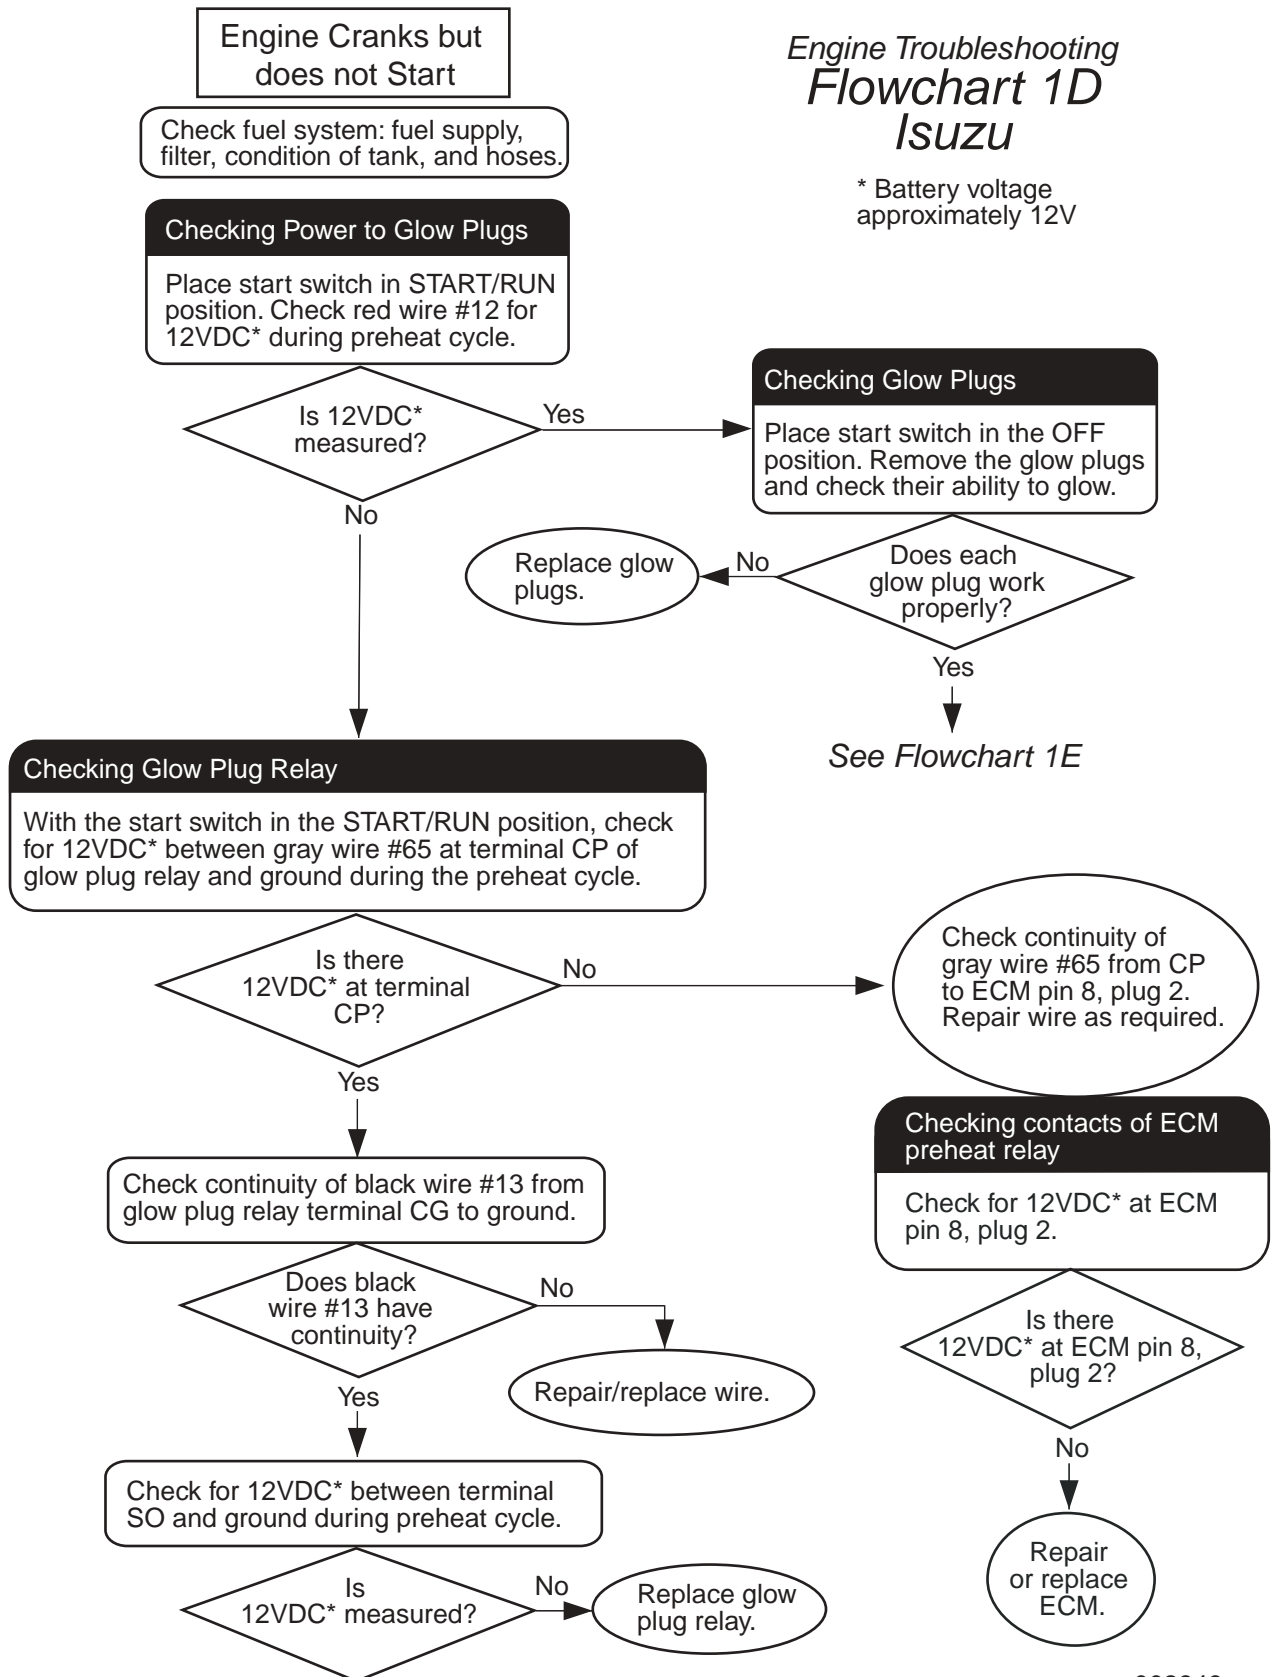 Engine Cranks but
does not Start
Engine Troubleshooting
Flowchart 1D
Isuzu
* Battery voltage
approximately 12V
Check fuel system: fuel supply,
filter, condition of tank, and hoses.
Checking Power to Glow Plugs
Place start switch in START/RUN
position. Check red wire #12 for
12VDC* during preheat cycle.
Is 12VDC*
measured?
Yes
No
Checking Glow Plugs
Place start switch in the OFF
position. Remove the glow plugs
and check their ability to glow.
Does each
glow plug work
properly?
No
Replace glow
plugs.
Yes
See Flowchart 1E
Checking Glow Plug Relay
With the start switch in the START/RUN position, check
for 12VDC* between gray wire #65 at terminal CP of
glow plug relay and ground during the preheat cycle.
Is there
12VDC* at terminal
CP?
No
Check continuity of
gray wire #65 from CP
to ECM pin 8, plug 2.
Repair wire as required.
Checking contacts of ECM
preheat relay
Check for 12VDC* at ECM
pin 8, plug 2.
Is there
12VDC* at ECM pin 8,
plug 2?
No
Repair
or replace
ECM.
Yes
Check continuity of black wire #13 from
glow plug relay terminal CG to ground.
Does black
wire #13 have
continuity?
No
Repair/replace wire.
Yes
Check for 12VDC* between terminal
SO and ground during preheat cycle.
Is
12VDC* measured?
No
Replace glow
plug relay.